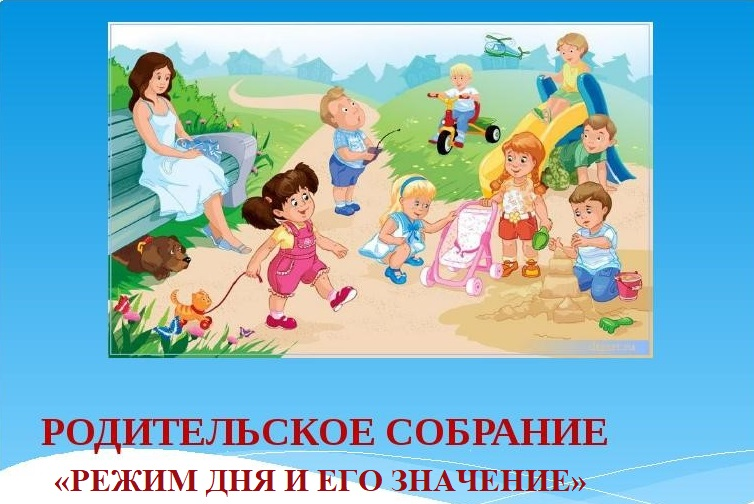 РОДИТЕЛЬСКОЕ СОБРАНИЕ
«РЕЖИМ ДНЯ И ЕГО ЗНАЧЕНИЕ»